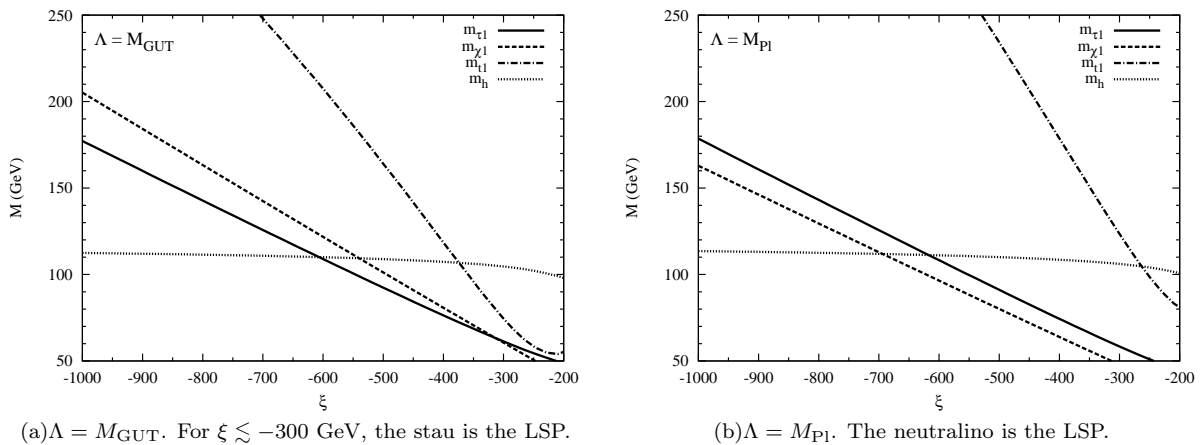 250
200
150
100
50
M (GeV)
Λ = M_GUT
m_τ1
m_χ1
m_t1
m_h
-1000 -900 -800 -700 -600 -500 -400 -300 -200
ξ
(a)Λ = M_GUT. For ξ ≲ −300 GeV, the stau is the LSP.
250
200
150
100
50
M (GeV)
Λ = M_Pl
m_τ1
m_χ1
m_t1
m_h
-1000 -900 -800 -700 -600 -500 -400 -300 -200
ξ
(b)Λ = M_Pl. The neutralino is the LSP.